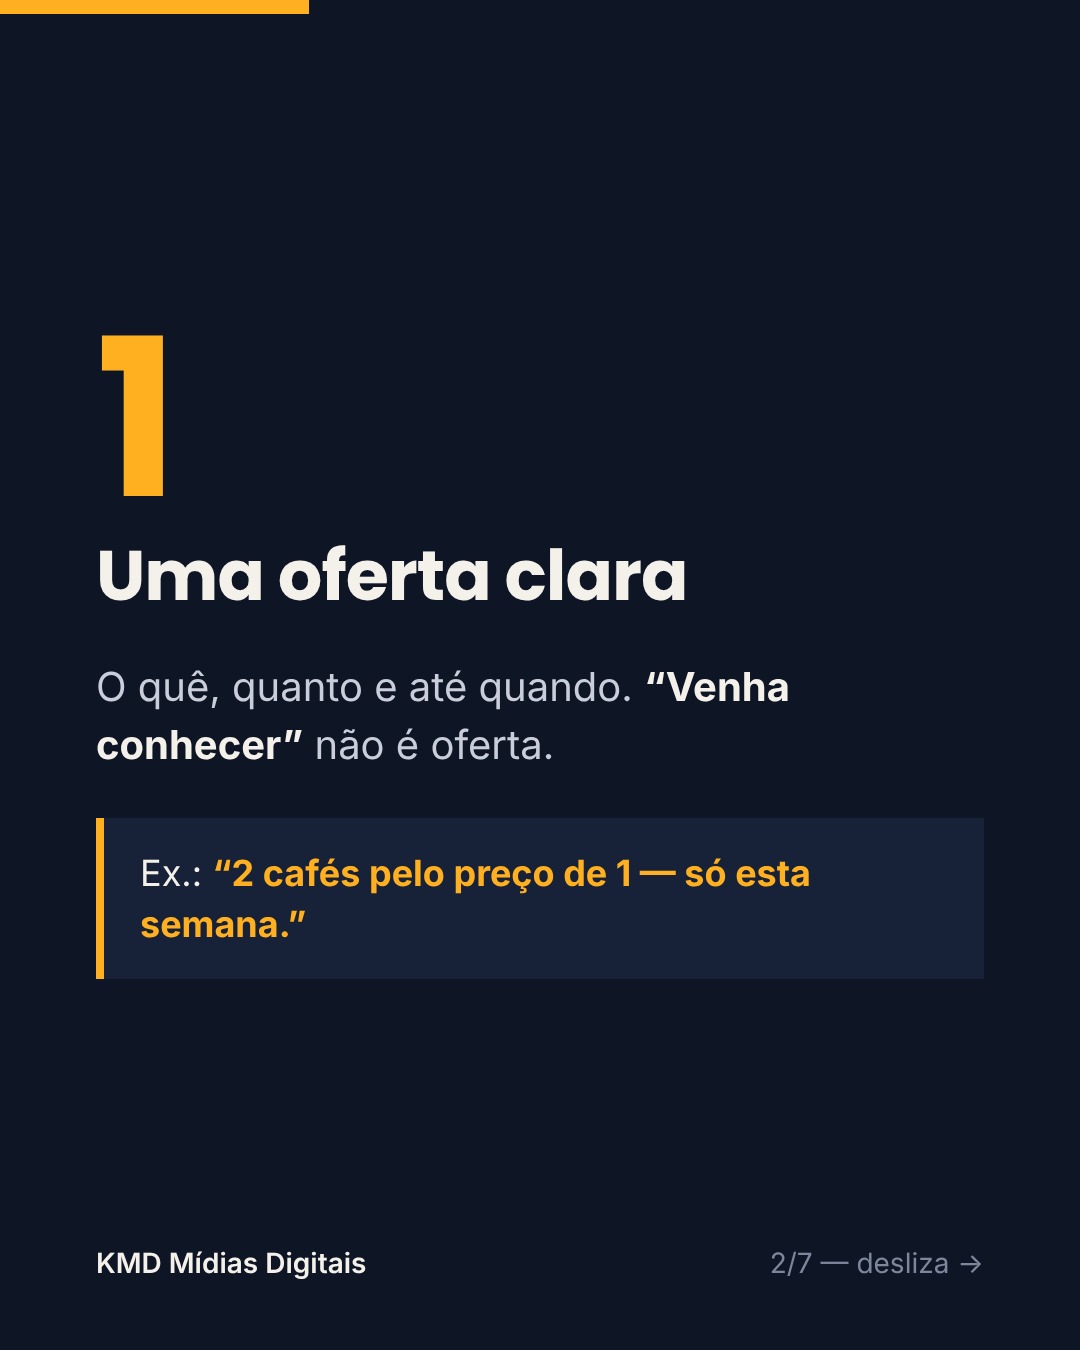 1
Uma oferta clara
O quê, quanto e até quando. “Venha
conhecer” não é oferta.
Ex.: “2 cafés pelo preço de 1 — só esta
semana.”
KMD Mídias Digitais
2/7 — desliza →